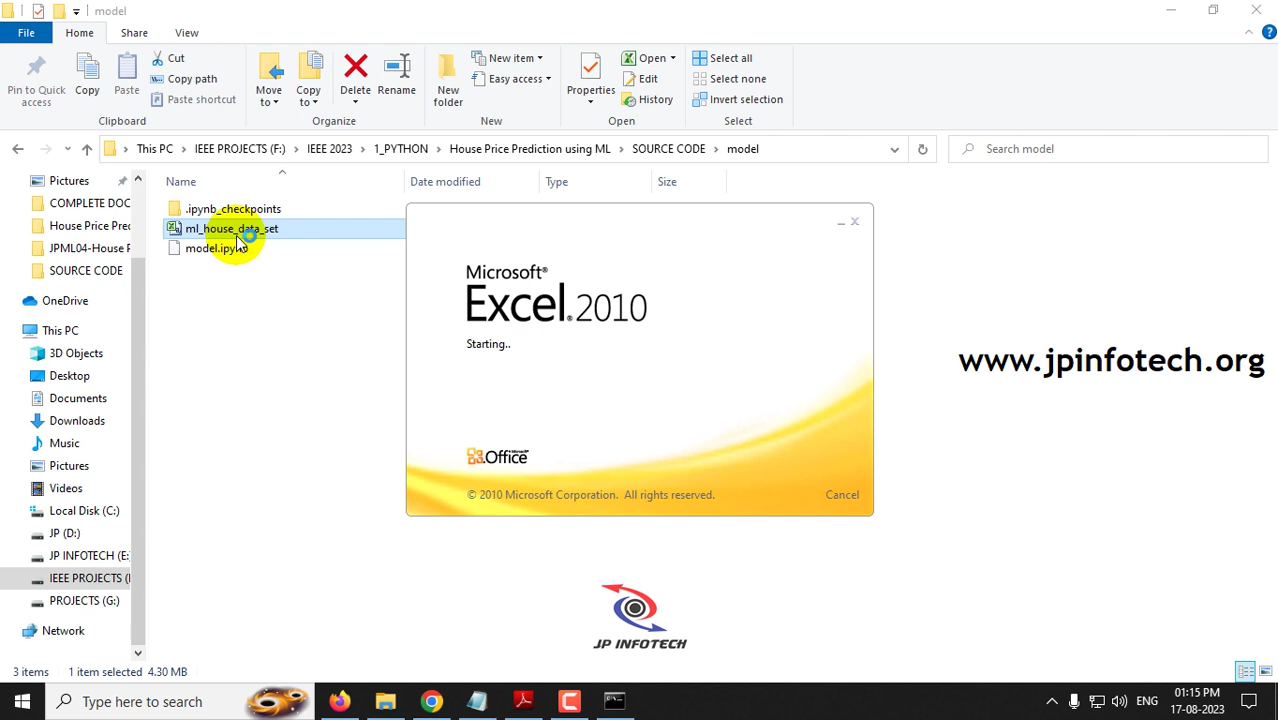 model
File Home Share View
Pin to Quick access
Copy
Paste
Cut
Copy path
Paste shortcut
Clipboard
Move to
Copy to
Delete
Rename
Organize
New folder
New item
Easy access
New
Properties
Open
Edit
History
Open
Select all
Select none
Invert selection
Select
This PC IEEE PROJECTS (F:) IEEE 2023 1_PYTHON House Price Prediction using ML SOURCE CODE model
Search model
Name Date modified Type Size
.ipynb_checkpoints
ml_house_data_set
model.ipynb
Pictures
COMPLETE DOC
House Price Pred
JPML04-House P
SOURCE CODE
OneDrive
This PC
3D Objects
Desktop
Documents
Downloads
Music
Pictures
Videos
Local Disk (C:)
JP (D:)
JP INFOTECH (E:
IEEE PROJECTS (
PROJECTS (G:)
Network
Microsoft®
Excel® 2010
Starting..
Microsoft®
Office
© 2010 Microsoft Corporation. All rights reserved.
Cancel
www.jpinfotech.org
JP INFOTECH
3 items 1 item selected 4.30 MB
Type here to search
ENG
01:15 PM
17-08-2023